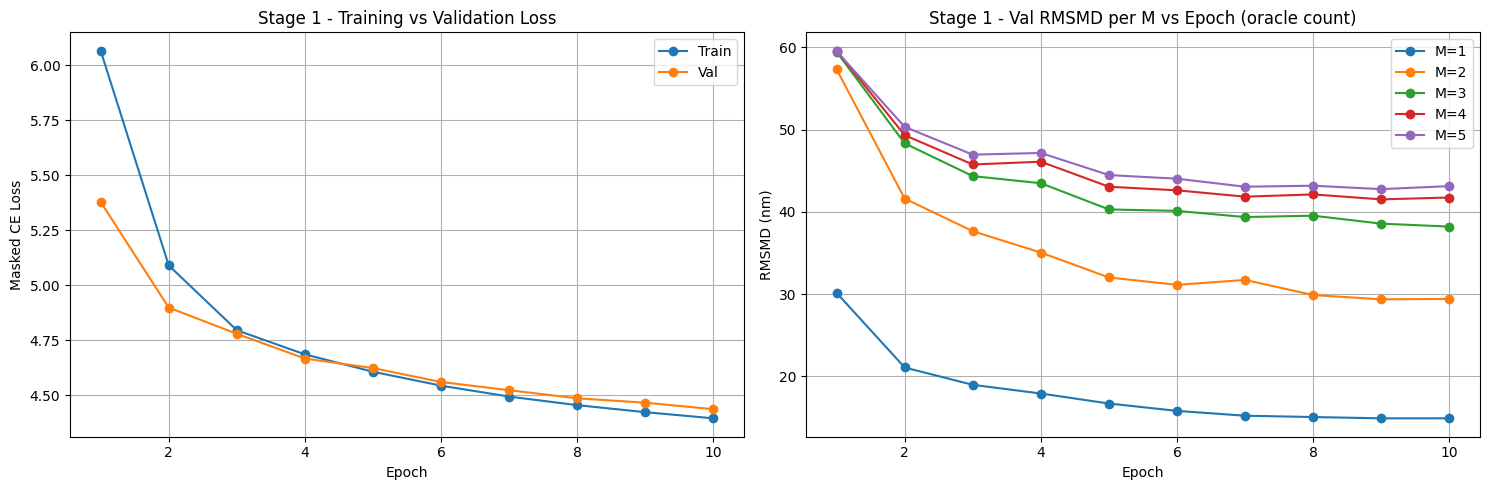 Stage 1 - Training vs Validation Loss
Masked CE Loss
6.00
5.75
5.50
5.25
5.00
4.75
4.50
2
4
6
8
10
Epoch
Train
Val
Stage 1 - Val RMSMD per M vs Epoch (oracle count)
RMSMD (nm)
60
50
40
30
20
2
4
6
8
10
Epoch
M=1
M=2
M=3
M=4
M=5